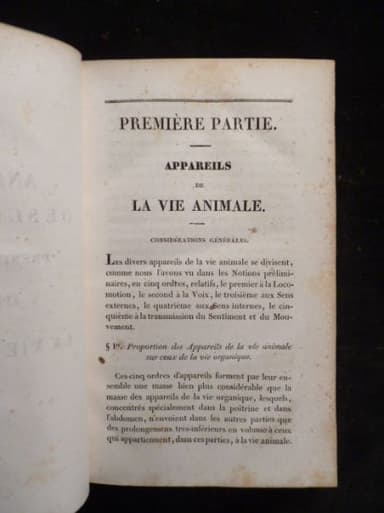 PREMIÈRE PARTIE.
APPAREILS
DE
LA VIE ANIMALE.
CONSIDÉRATIONS GÉNÉRALES.
Les divers appareils de la vie animale se divisent,
comme nous l'avons vu dans les Notions prélimi-
naires, en cinq ordres, relatifs, le premier à la Loco-
motion, le second à la Voix, le troisième aux Sens
externes, le quatrième aux Sens internes, le cin-
quième à la transmission du Sentiment et du Mou-
vement.
§ Ier. Proportion des Appareils de la vie animale
sur ceux de la vie organique.
Ces cinq ordres d'appareils forment par leur en-
semble une masse bien plus considérable que la
masse des appareils de la vie organique, lesquels,
concentrés spécialement dans la poitrine et dans
l'abdomen, n'envoient dans les autres parties que
des prolongemens très-inférieurs en volume à ceux
qui appartiennent, dans ces parties, à la vie animale.